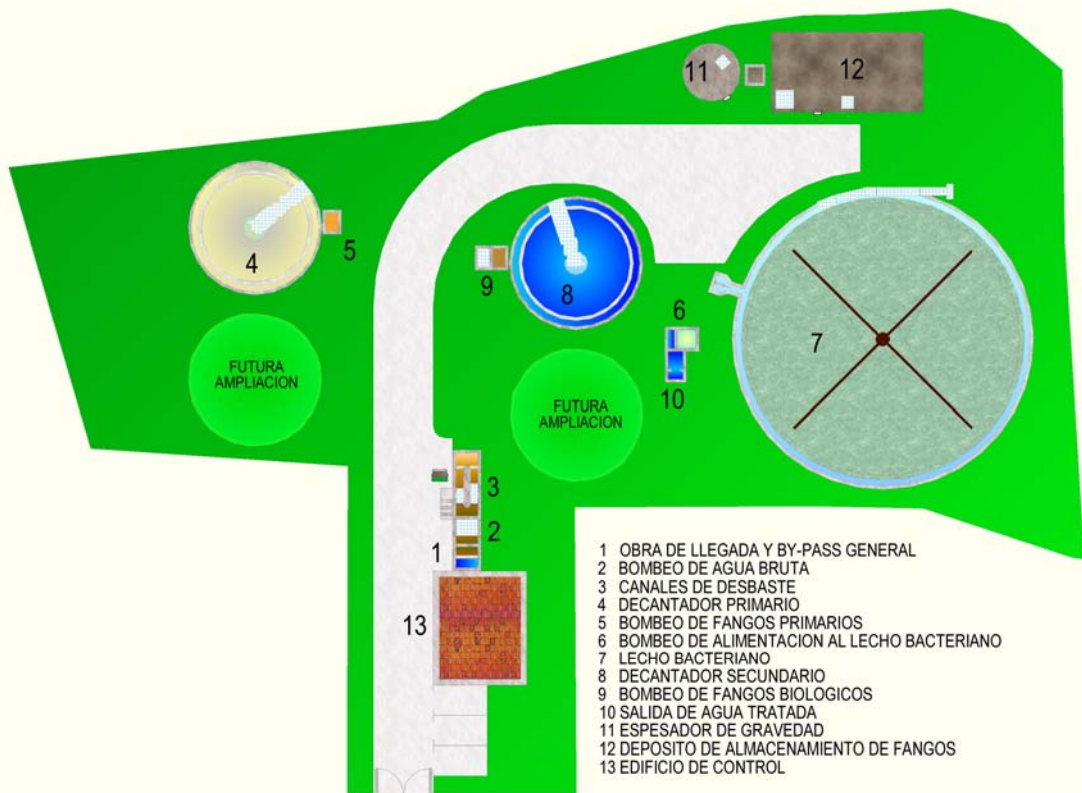 11
12
4
5
9
8
6
7
10
FUTURA
AMPLIACION
FUTURA
AMPLIACION
3
2
1
13
1 OBRA DE LLEGADA Y BY-PASS GENERAL
2 BOMBEO DE AGUA BRUTA
3 CANALES DE DESBASTE
4 DECANTADOR PRIMARIO
5 BOMBEO DE FANGOS PRIMARIOS
6 BOMBEO DE ALIMENTACION AL LECHO BACTERIANO
7 LECHO BACTERIANO
8 DECANTADOR SECUNDARIO
9 BOMBEO DE FANGOS BIOLOGICOS
10 SALIDA DE AGUA TRATADA
11 ESPESADOR DE GRAVEDAD
12 DEPOSITO DE ALMACENAMIENTO DE FANGOS
13 EDIFICIO DE CONTROL